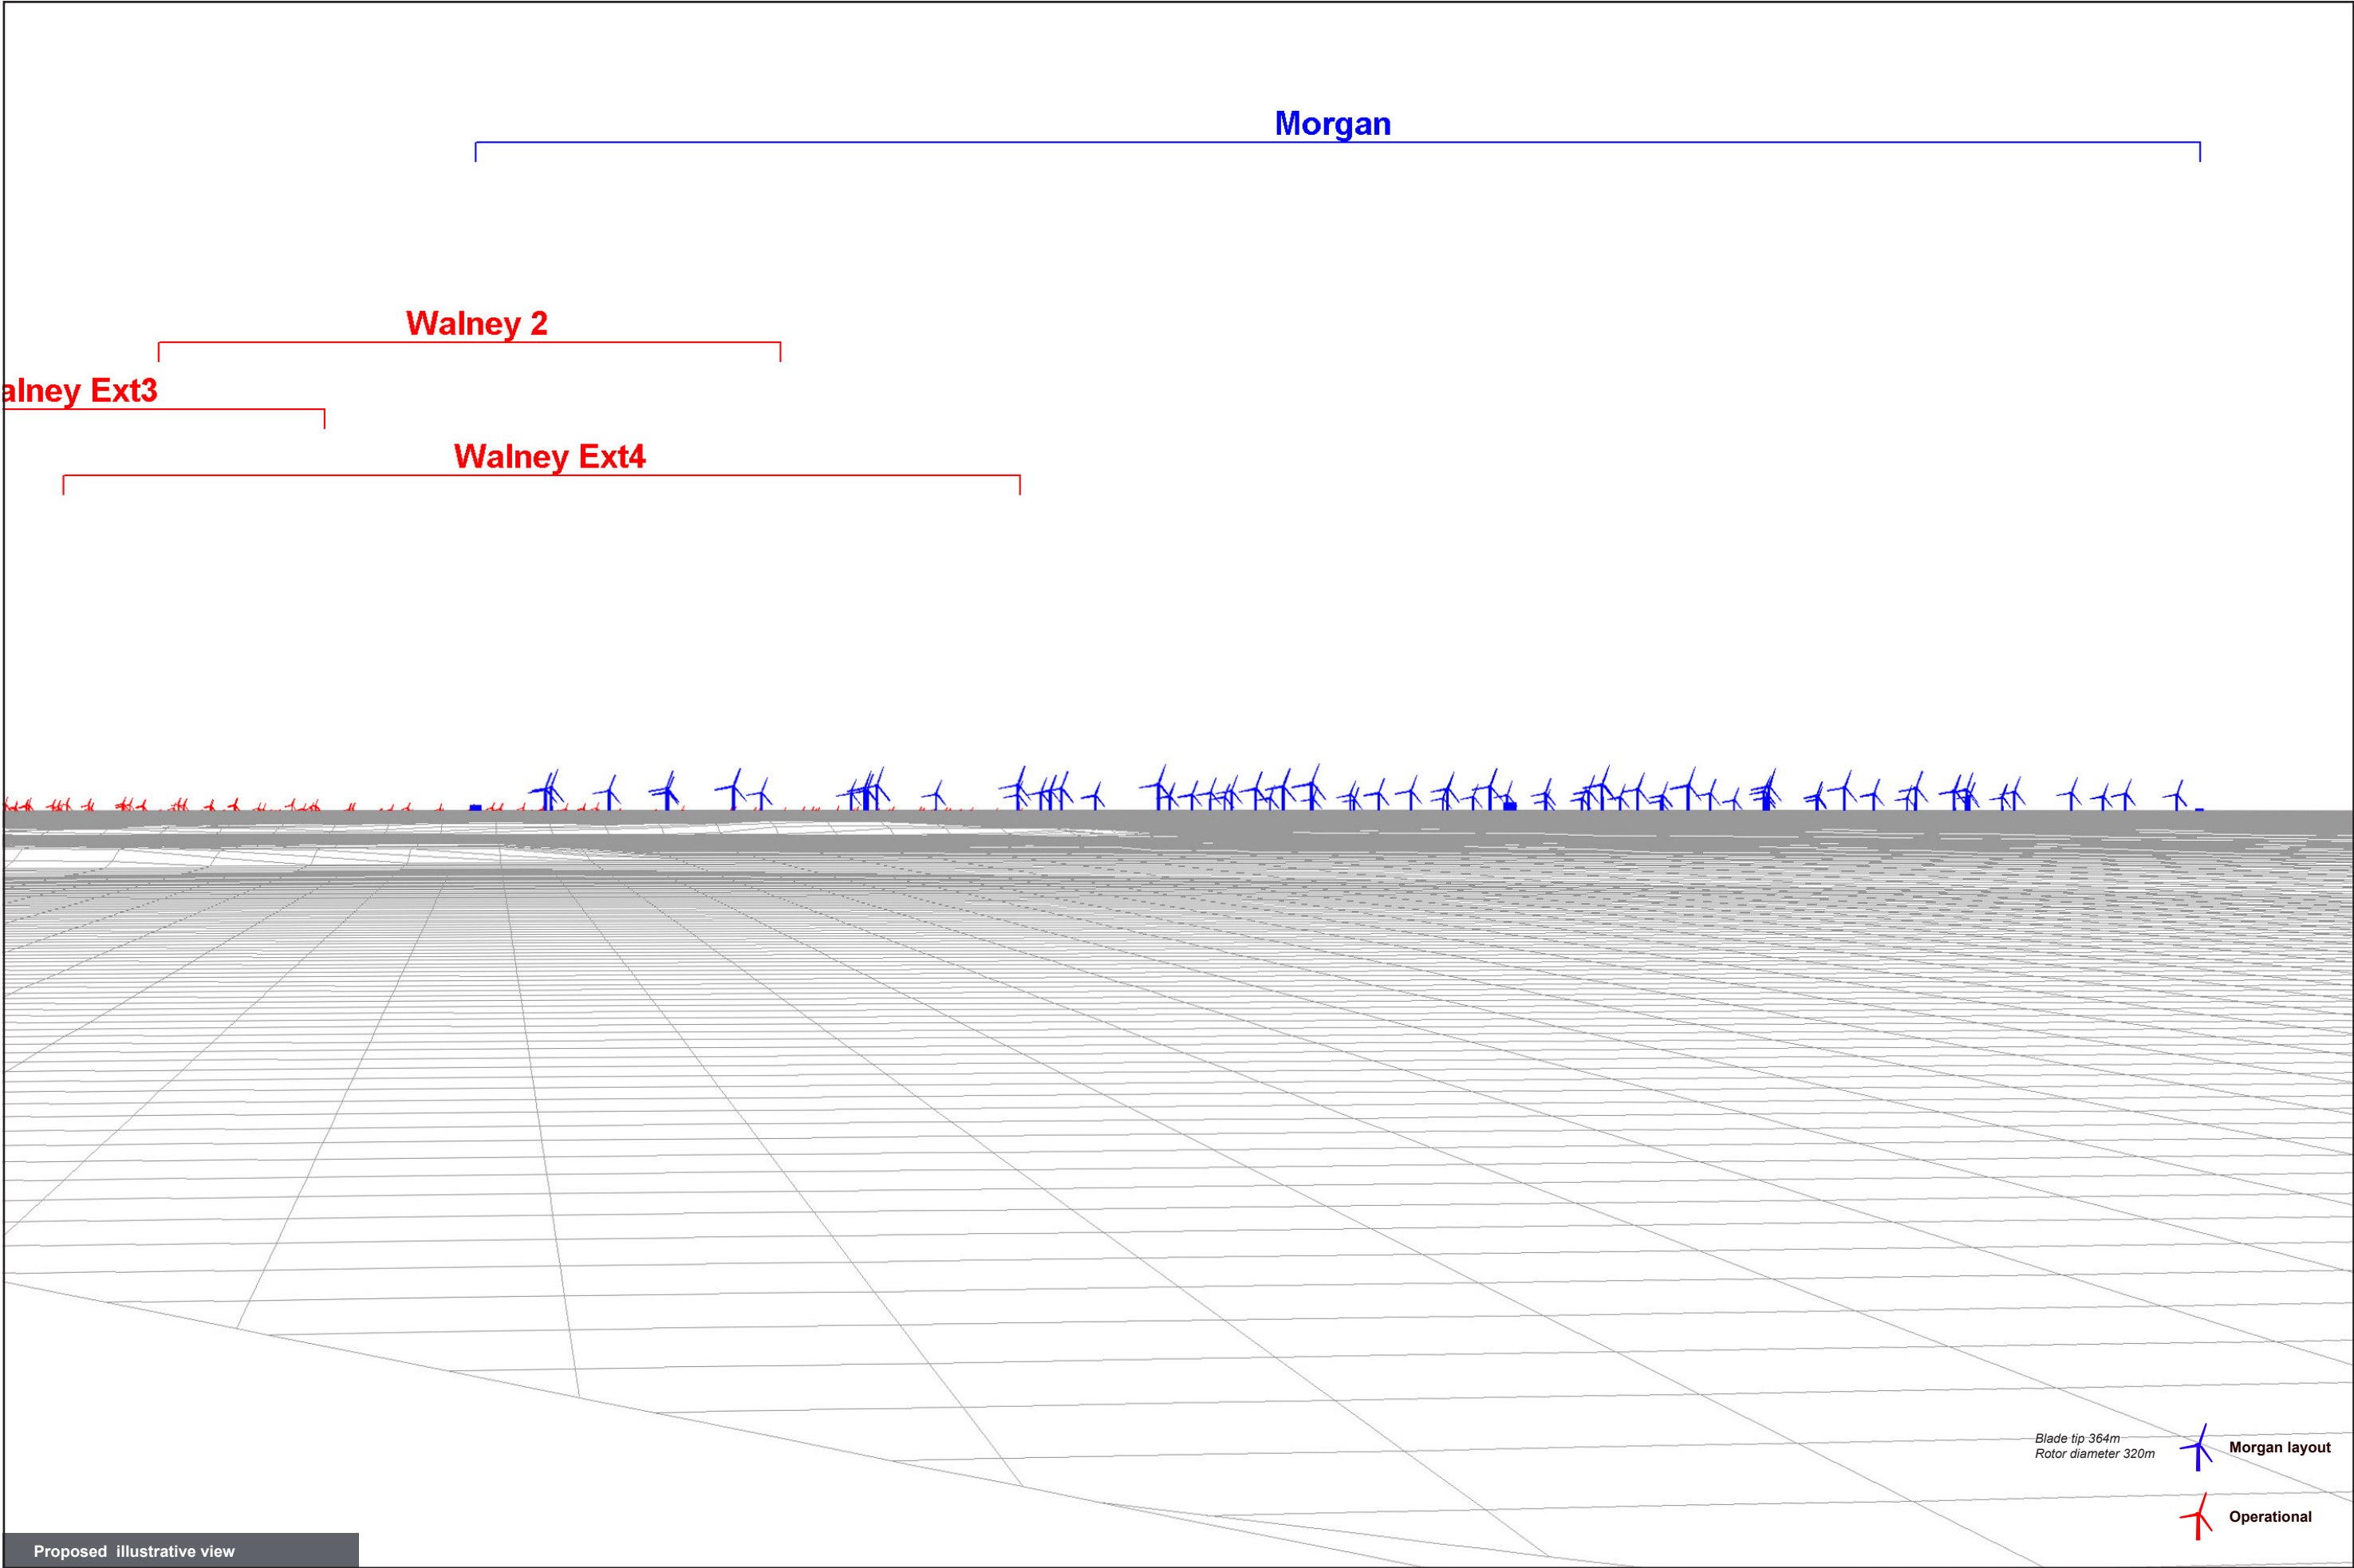 Morgan
Walney 2
alney Ext3
Walney Ext4
Blade tip 364m
Rotor diameter 320m
Morgan layout
Operational
Proposed illustrative view